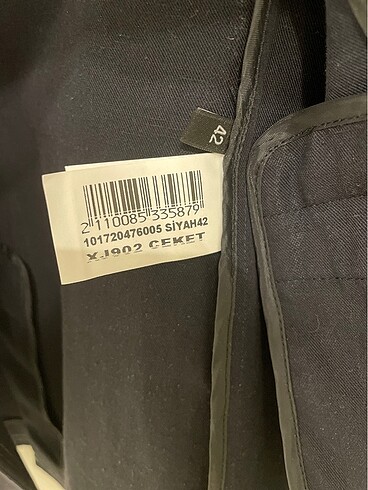 42
2 110085 335879
101720476005 SİYAH42
XJ902 CEKET